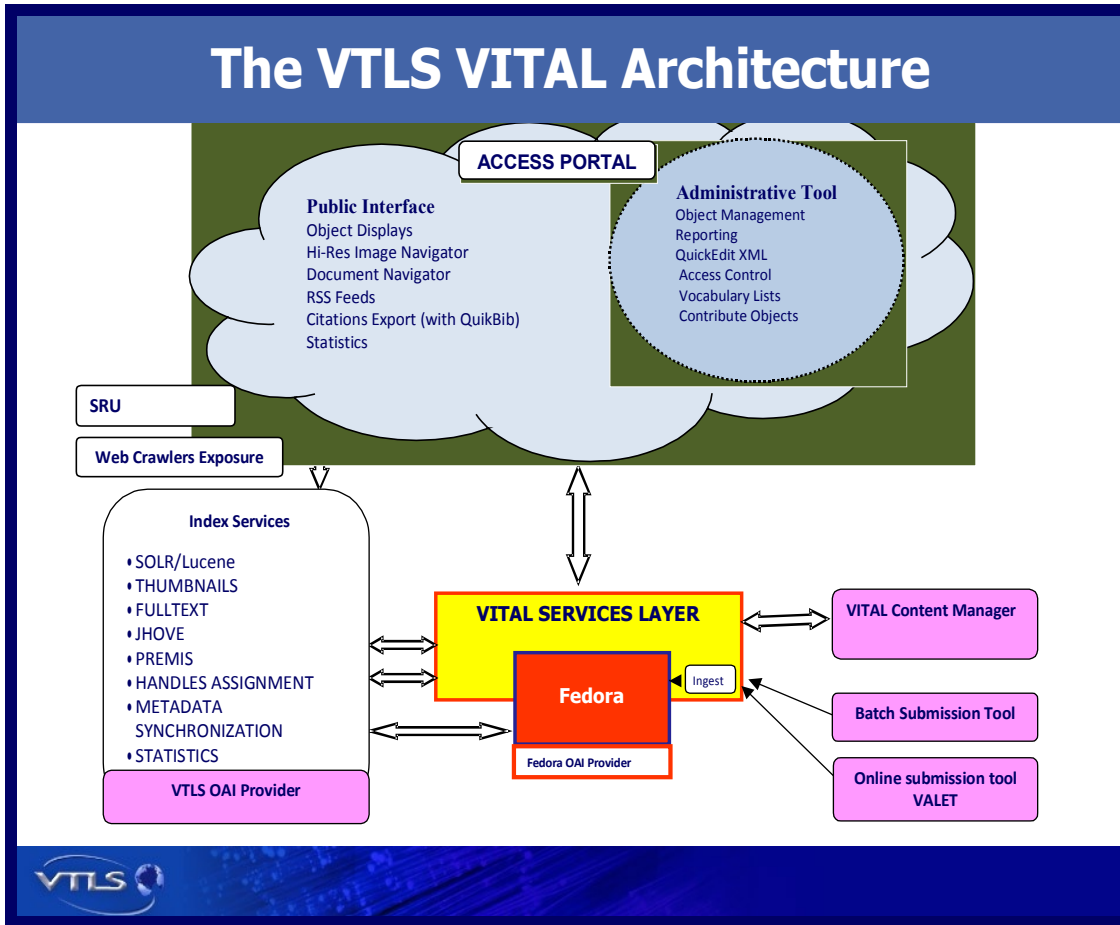 The VTLS VITAL Architecture
ACCESS PORTAL
Public Interface
Object Displays
Hi-Res Image Navigator
Document Navigator
RSS Feeds
Citations Export (with QuikBib)
Statistics
Administrative Tool
Object Management
Reporting
QuickEdit XML
Access Control
Vocabulary Lists
Contribute Objects
SRU
Web Crawlers Exposure
Index Services
• SOLR/Lucene
• THUMBNAILS
• FULLTEXT
• JHOVE
• PREMIS
• HANDLES ASSIGNMENT
• METADATA
SYNCHRONIZATION
• STATISTICS
VTLS OAI Provider
VITAL SERVICES LAYER
Fedora
Ingest
Fedora OAI Provider
VITAL Content Manager
Batch Submission Tool
Online submission tool
VALET
VTLS